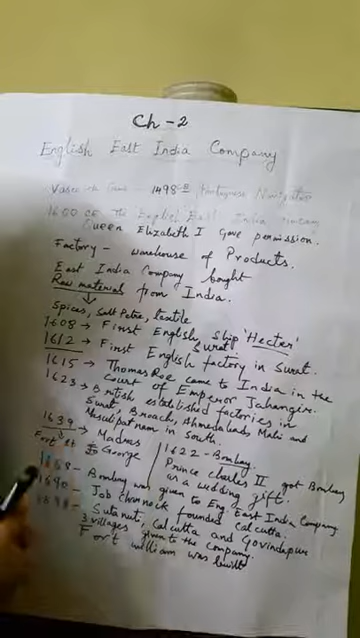 Ch - 2
English East India Company
Vasco da Gama - 1498 Portuguese Navigator
1600 CE The English East India Company
Queen Elizabeth I gave permission.
Factory - warehouse of Products.
East India Company bought
Raw material from India.
Spices, Salt Petre, textile
1608 → First English Ship 'Hecter'
Surat
1612 → First English factory in Surat.
1615 → Thomas Roe came to India in the
Court of Emperor Jahangir.
1623 → British established factories in
Surat, Broach, Ahmedabad, and
Masulipatnam in South.
1639 → Madras
Fort St George
1622 - Bombay
Prince Charles II got Bombay
as a wedding gift.
- Bombay was given to Eng. East India Company
1690 - Job Charnock founded Calcutta.
- Sutanuti, Calcutta and Govindapur
3 villages given to the company.
Fort william was built